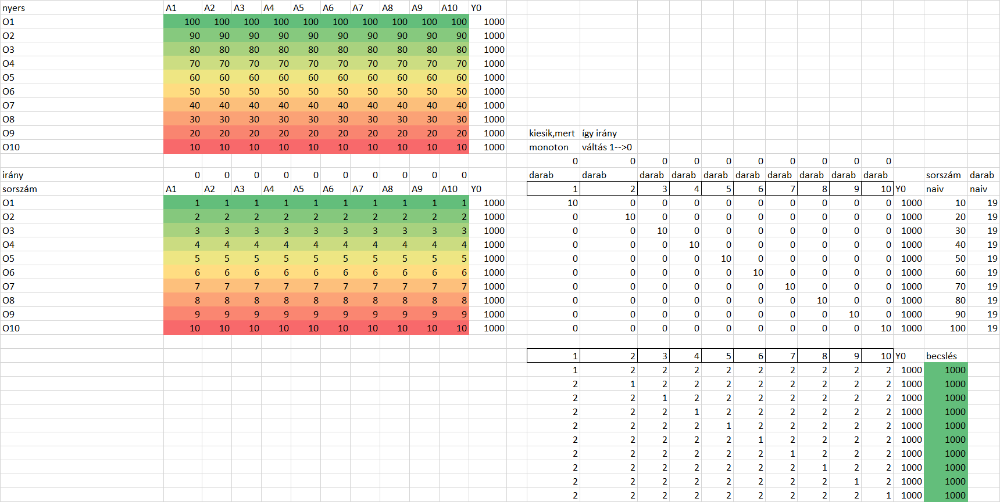 nyers A1 A2 A3 A4 A5 A6 A7 A8 A9 A10 Y0
O1 100 100 100 100 100 100 100 100 100 100 1000
O2 90 90 90 90 90 90 90 90 90 90 1000
O3 80 80 80 80 80 80 80 80 80 80 1000
O4 70 70 70 70 70 70 70 70 70 70 1000
O5 60 60 60 60 60 60 60 60 60 60 1000
O6 50 50 50 50 50 50 50 50 50 50 1000
O7 40 40 40 40 40 40 40 40 40 40 1000
O8 30 30 30 30 30 30 30 30 30 30 1000
O9 20 20 20 20 20 20 20 20 20 20 1000 kiesik,mert így irány
O10 10 10 10 10 10 10 10 10 10 10 1000 monoton váltás 1-->0
0 0 0 0 0 0 0 0 0 0
irány 0 0 0 0 0 0 0 0 0 0 darab darab darab darab darab darab darab darab darab darab sorszám darab
sorszám A1 A2 A3 A4 A5 A6 A7 A8 A9 A10 Y0 1 2 3 4 5 6 7 8 9 10 Y0 naiv naiv
O1 1 1 1 1 1 1 1 1 1 1 1000 10 0 0 0 0 0 0 0 0 0 1000 10 19
O2 2 2 2 2 2 2 2 2 2 2 1000 0 10 0 0 0 0 0 0 0 0 1000 20 19
O3 3 3 3 3 3 3 3 3 3 3 1000 0 0 10 0 0 0 0 0 0 0 1000 30 19
O4 4 4 4 4 4 4 4 4 4 4 1000 0 0 0 10 0 0 0 0 0 0 1000 40 19
O5 5 5 5 5 5 5 5 5 5 5 1000 0 0 0 0 10 0 0 0 0 0 1000 50 19
O6 6 6 6 6 6 6 6 6 6 6 1000 0 0 0 0 0 10 0 0 0 0 1000 60 19
O7 7 7 7 7 7 7 7 7 7 7 1000 0 0 0 0 0 0 10 0 0 0 1000 70 19
O8 8 8 8 8 8 8 8 8 8 8 1000 0 0 0 0 0 0 0 10 0 0 1000 80 19
O9 9 9 9 9 9 9 9 9 9 9 1000 0 0 0 0 0 0 0 0 10 0 1000 90 19
O10 10 10 10 10 10 10 10 10 10 10 1000 0 0 0 0 0 0 0 0 0 10 1000 100 19
1 2 3 4 5 6 7 8 9 10 Y0 becslés
1 2 2 2 2 2 2 2 2 2 1000 1000
2 1 2 2 2 2 2 2 2 2 1000 1000
2 2 1 2 2 2 2 2 2 2 1000 1000
2 2 2 1 2 2 2 2 2 2 1000 1000
2 2 2 2 1 2 2 2 2 2 1000 1000
2 2 2 2 2 1 2 2 2 2 1000 1000
2 2 2 2 2 2 1 2 2 2 1000 1000
2 2 2 2 2 2 2 1 2 2 1000 1000
2 2 2 2 2 2 2 2 1 2 1000 1000
2 2 2 2 2 2 2 2 2 1 1000 1000